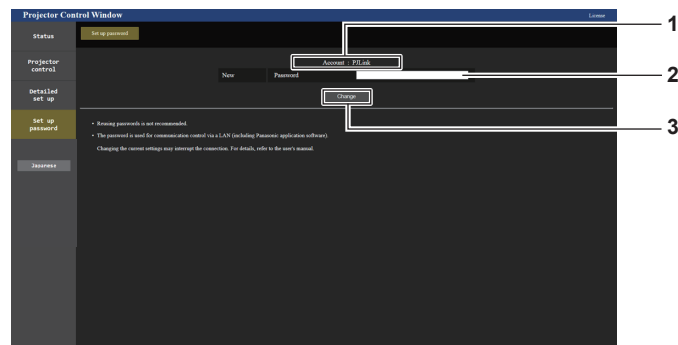 Projector Control Window
License
1
Status
Set up password
Projector
control
Account : PJLink
New Password
2
Detailed
set up
Change
Set up
password
3
• Reusing passwords is not recommended.
• The password is used for communication control via a LAN (including Panasonic application software).
Changing the current settings may interrupt the connection. For details, refer to the user's manual.
Japanese